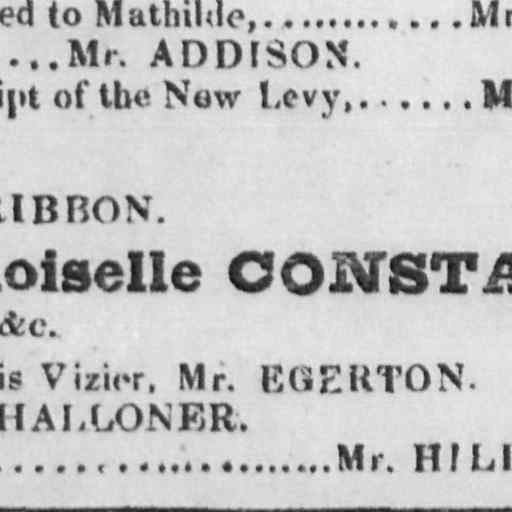 ed to Mathilde,..............Mr
...Mr. ADDISON.
ipt of the New Levy,......M
RIBBON.
oiselle CONSTA
&c.
is Vizier, Mr. EGERTON.
HALLONER.
.......................Mr. HILL